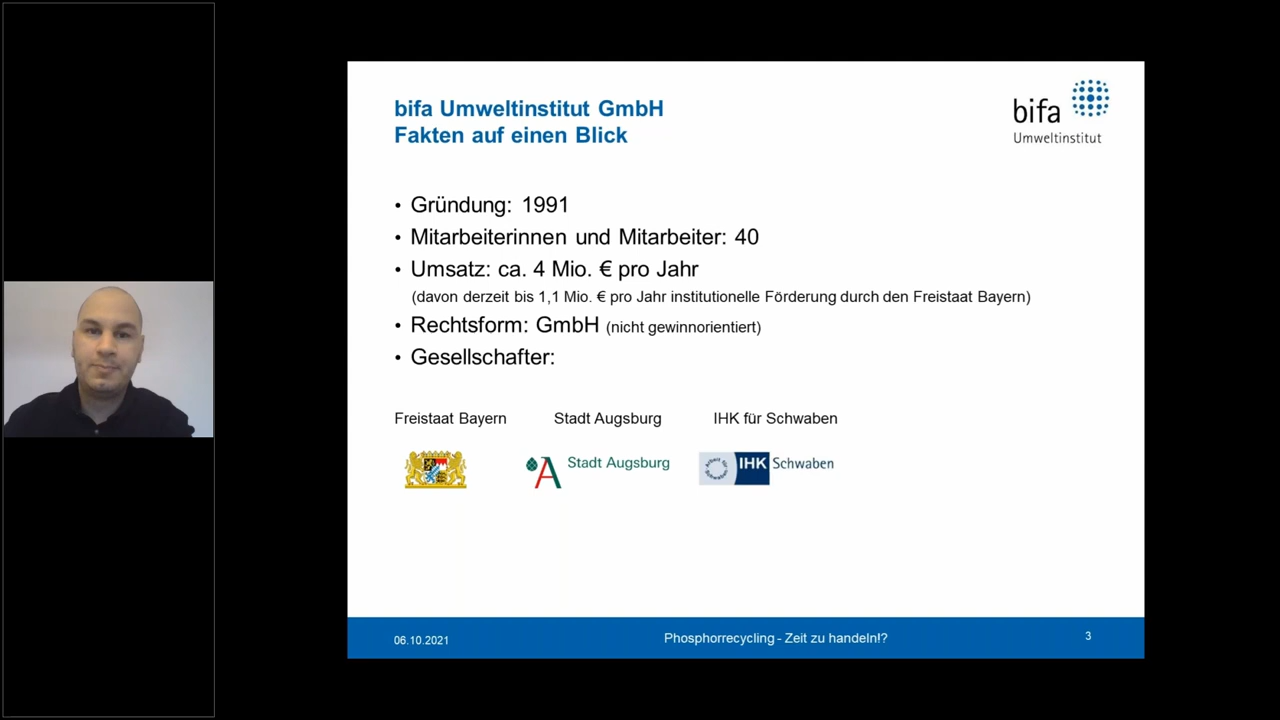 bifa Umweltinstitut GmbH
Fakten auf einen Blick
bifa
Umweltinstitut
• Gründung: 1991
• Mitarbeiterinnen und Mitarbeiter: 40
• Umsatz: ca. 4 Mio. € pro Jahr
(davon derzeit bis 1,1 Mio. € pro Jahr institutionelle Förderung durch den Freistaat Bayern)
• Rechtsform: GmbH (nicht gewinnorientiert)
• Gesellschafter:
Freistaat Bayern Stadt Augsburg IHK für Schwaben
A Stadt Augsburg
IHK Schwaben
06.10.2021 Phosphorrecycling - Zeit zu handeln!? 3